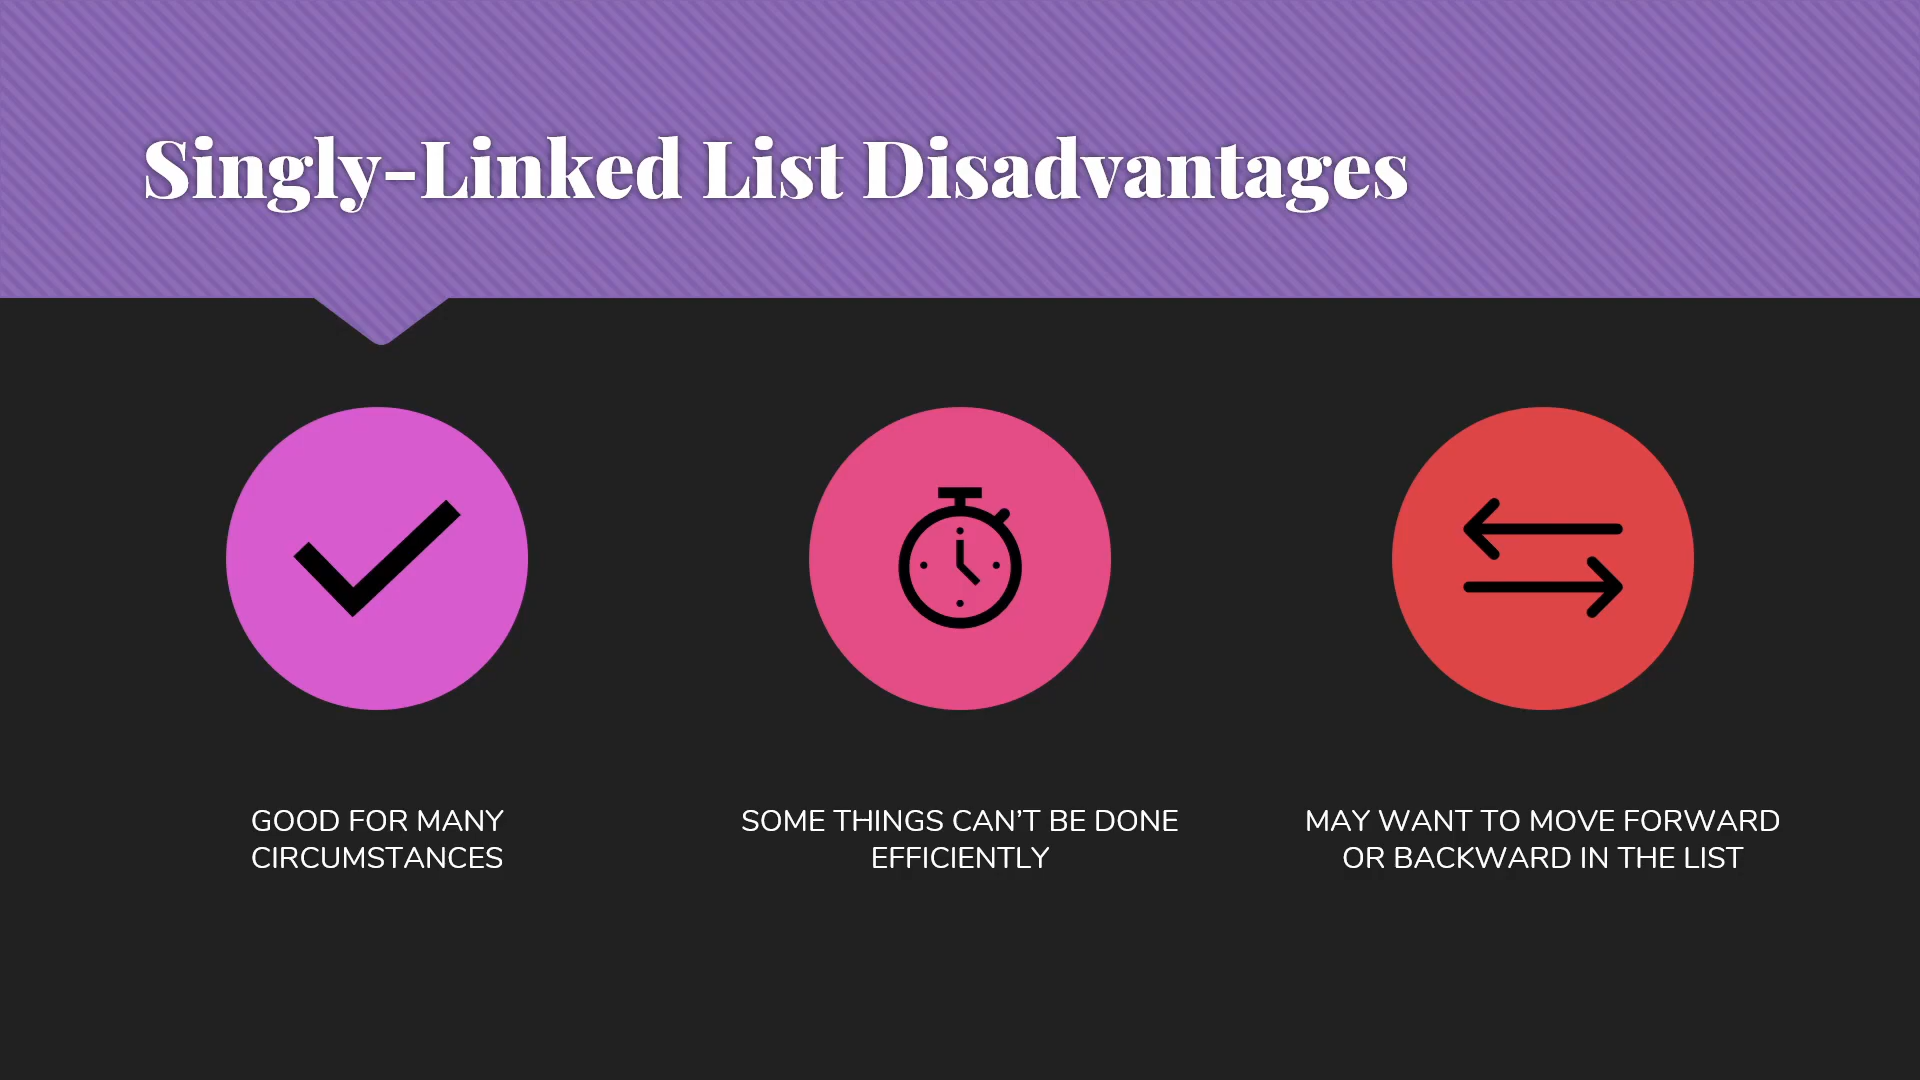 Singly-Linked List Disadvantages
GOOD FOR MANY
CIRCUMSTANCES
SOME THINGS CAN’T BE DONE
EFFICIENTLY
MAY WANT TO MOVE FORWARD
OR BACKWARD IN THE LIST